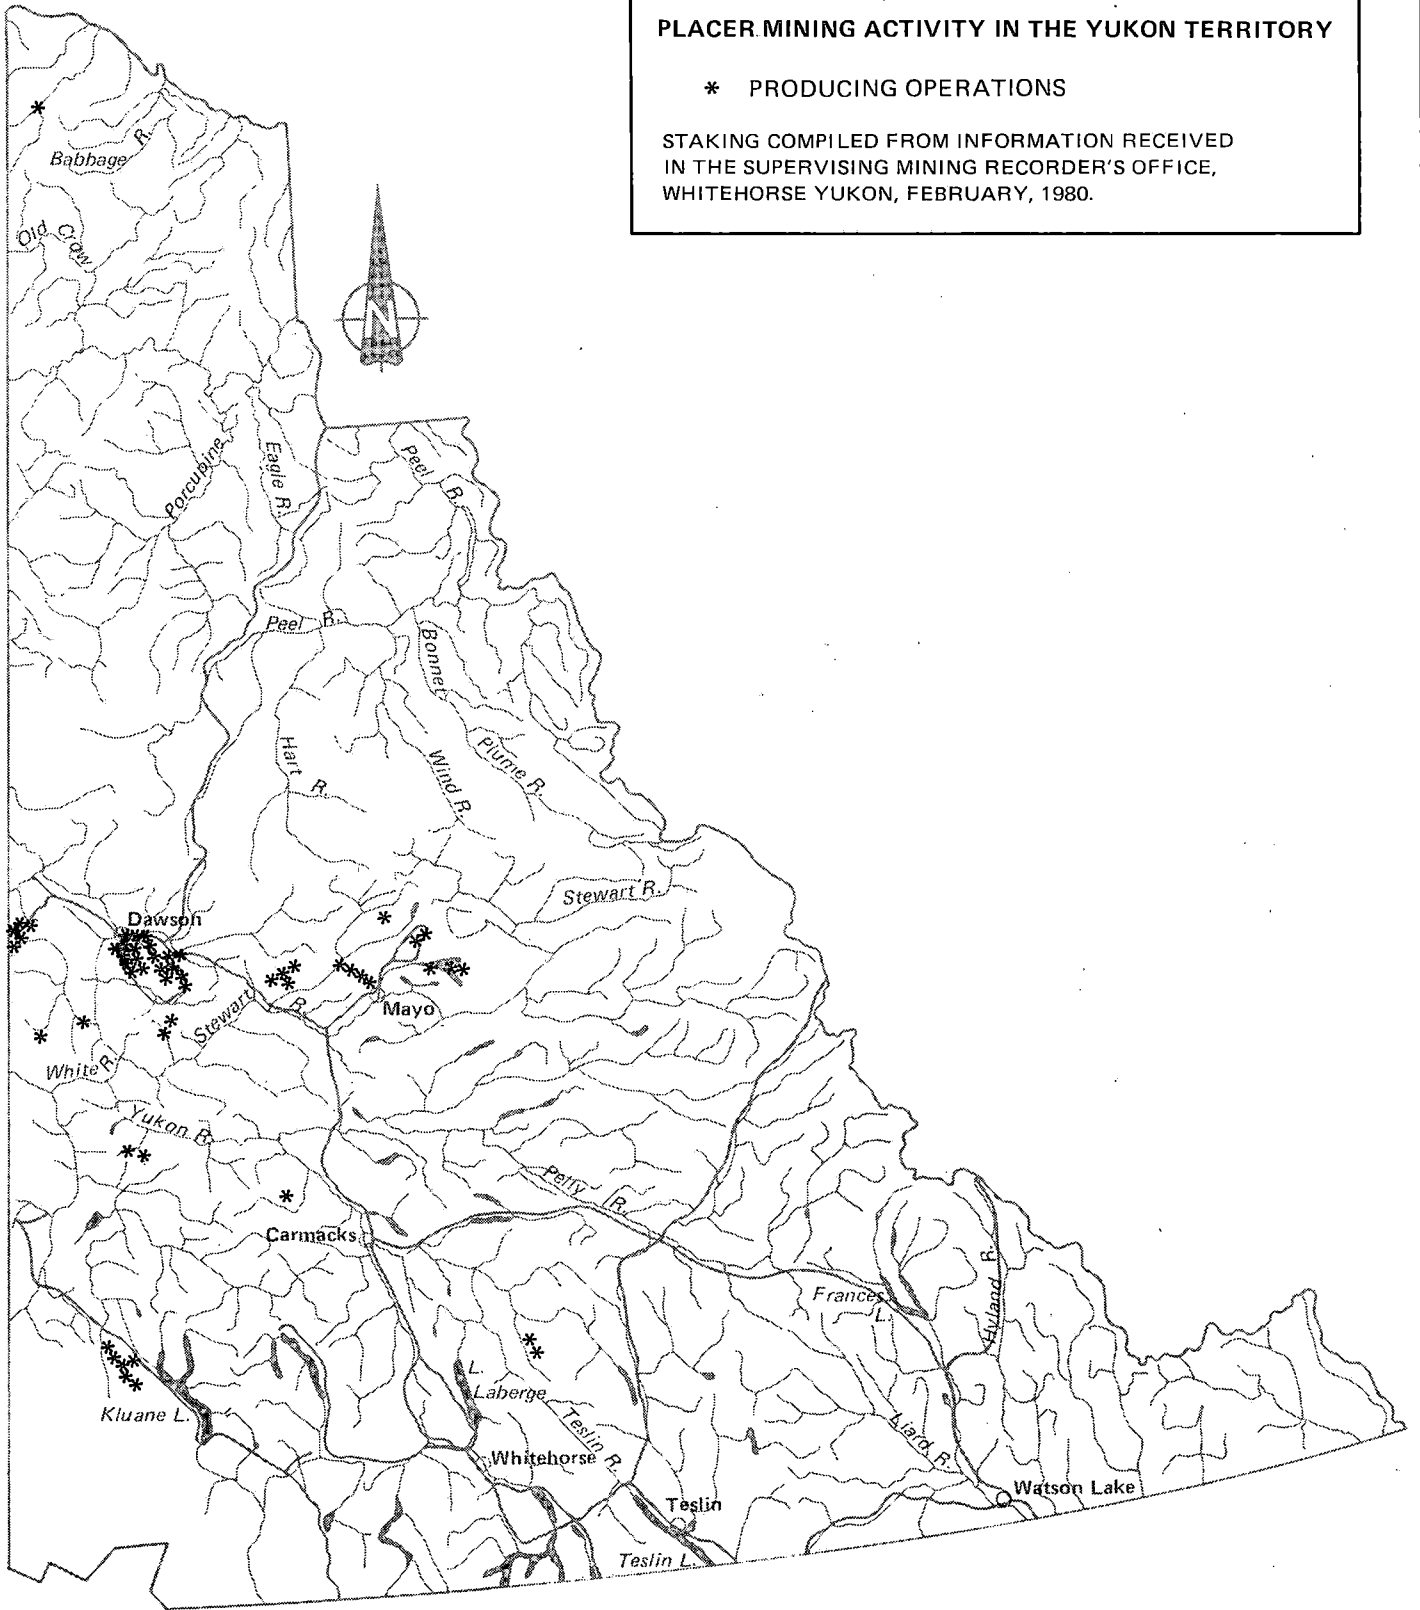 PLACER MINING ACTIVITY IN THE YUKON TERRITORY
* PRODUCING OPERATIONS
STAKING COMPILED FROM INFORMATION RECEIVED
IN THE SUPERVISING MINING RECORDER'S OFFICE,
WHITEHORSE YUKON, FEBRUARY, 1980.
Babbage R.
Old Crow
N
Porcupine
Eagle R.
Peel R.
Peel R.
Bonnet Plume R.
Hart R.
Wind R.
Stewart R.
Dawson
Stewart R.
Mayo
White R.
Yukon R.
Pelly R.
Carmacks
Frances L.
Hyland R.
L. Laberge
Kluane L.
Teslin R.
Liard R.
Whitehorse
Watson Lake
Teslin
Teslin L.